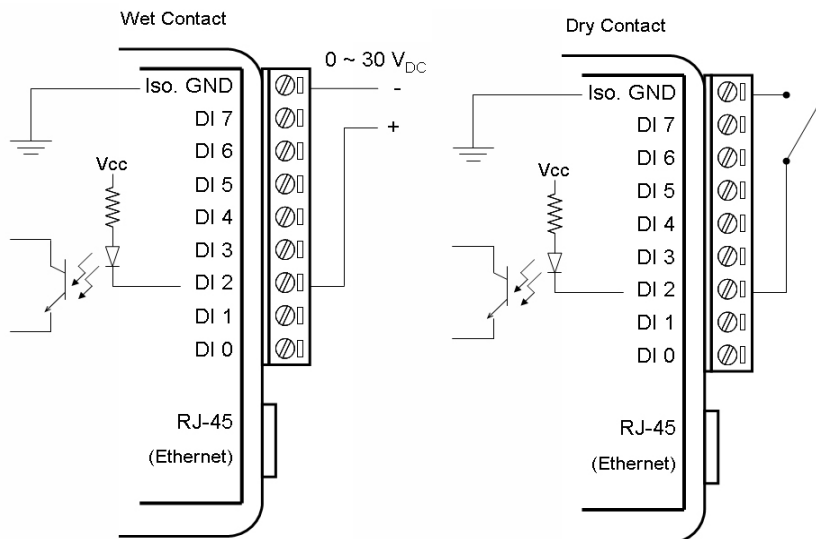 Wet Contact
0 ~ 30 VDC
Iso. GND
-
DI 7
+
DI 6
Vcc
DI 5
DI 4
DI 3
DI 2
DI 1
DI 0
RJ-45
(Ethernet)
Dry Contact
Iso. GND
DI 7
DI 6
Vcc
DI 5
DI 4
DI 3
DI 2
DI 1
DI 0
RJ-45
(Ethernet)